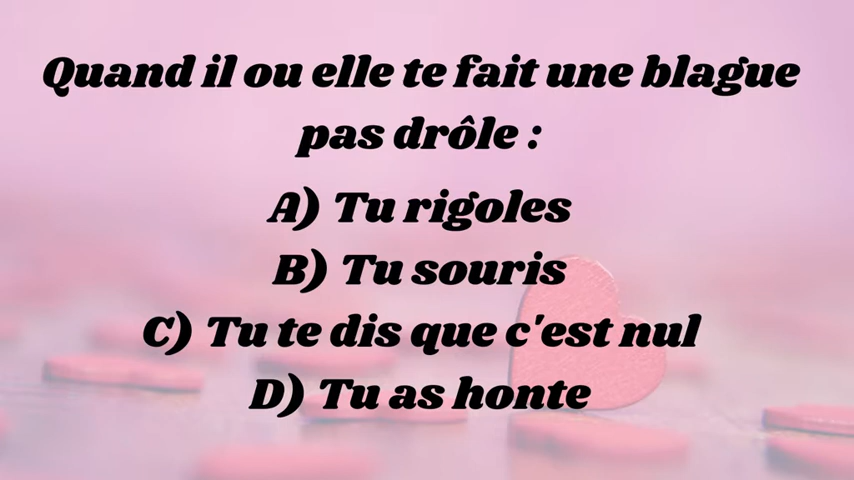 Quand il ou elle te fait une blague
pas drôle :
A) Tu rigoles
B) Tu souris
C) Tu te dis que c'est nul
D) Tu as honte